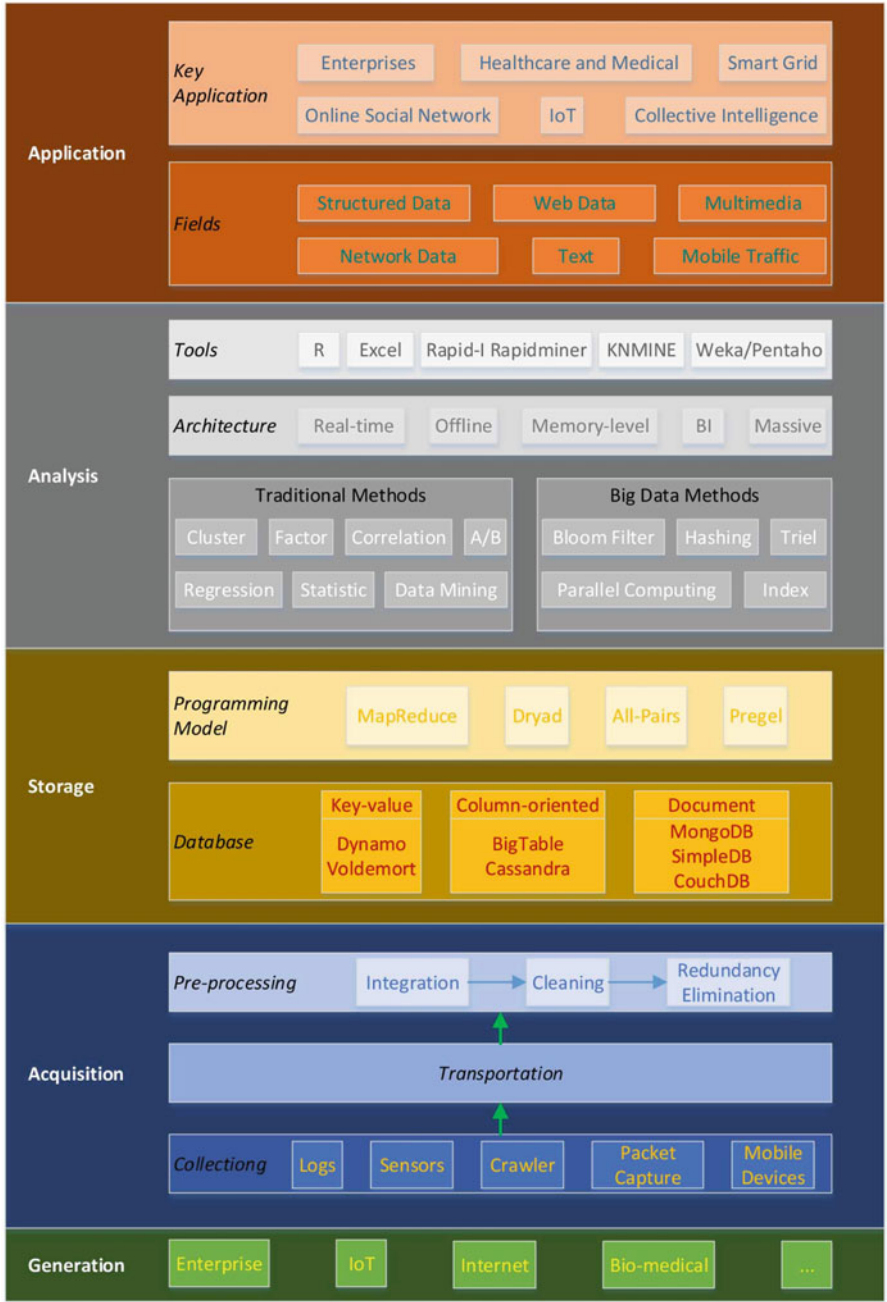 Application
Key
Application
Enterprises
Healthcare and Medical
Smart Grid
Online Social Network
IoT
Collective Intelligence
Fields
Structured Data
Web Data
Multimedia
Network Data
Text
Mobile Traffic
Analysis
Tools
R
Excel
Rapid-I Rapidminer
KNMINE
Weka/Pentaho
Architecture
Real-time
Offline
Memory-level
BI
Massive
Traditional Methods
Cluster
Factor
Correlation
A/B
Regression
Statistic
Data Mining
Big Data Methods
Bloom Filter
Hashing
Triel
Parallel Computing
Index
Storage
Programming
Model
MapReduce
Dryad
All-Pairs
Pregel
Database
Key-value
Dynamo
Voldemort
Column-oriented
BigTable
Cassandra
Document
MongoDB
SimpleDB
CouchDB
Acquisition
Pre-processing
Integration
Cleaning
Redundancy
Elimination
Transportation
Collectiong
Logs
Sensors
Crawler
Packet
Capture
Mobile
Devices
Generation
Enterprise
IoT
Internet
Bio-medical
...